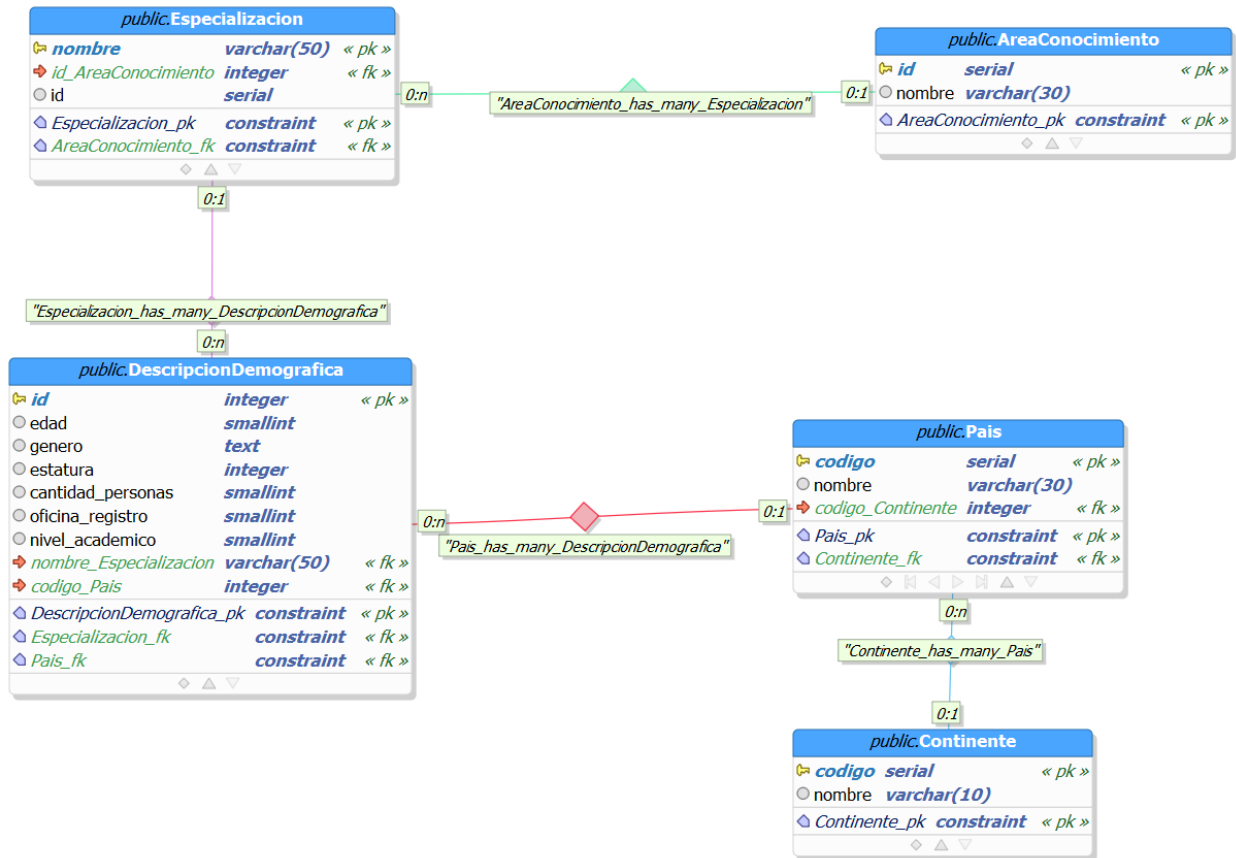 public.Especializacion
nombre varchar(50) « pk »
id_AreaConocimiento integer « fk »
id serial
Especializacion_pk constraint « pk »
AreaConocimiento_fk constraint « fk »
0:n
"AreaConocimiento_has_many_Especializacion"
0:1
public.AreaConocimiento
id serial « pk »
nombre varchar(30)
AreaConocimiento_pk constraint « pk »
0:1
"Especializacion_has_many_DescripcionDemografica"
0:n
public.DescripcionDemografica
id integer « pk »
edad smallint
genero text
estatura integer
cantidad_personas smallint
oficina_registro smallint
nivel_academico smallint
nombre_Especializacion varchar(50) « fk »
codigo_Pais integer « fk »
DescripcionDemografica_pk constraint « pk »
Especializacion_fk constraint « fk »
Pais_fk constraint « fk »
0:n
"Pais_has_many_DescripcionDemografica"
0:1
public.Pais
codigo serial « pk »
nombre varchar(30)
codigo_Continente integer « fk »
Pais_pk constraint « pk »
Continente_fk constraint « fk »
0:n
"Continente_has_many_Pais"
0:1
public.Continente
codigo serial « pk »
nombre varchar(10)
Continente_pk constraint « pk »